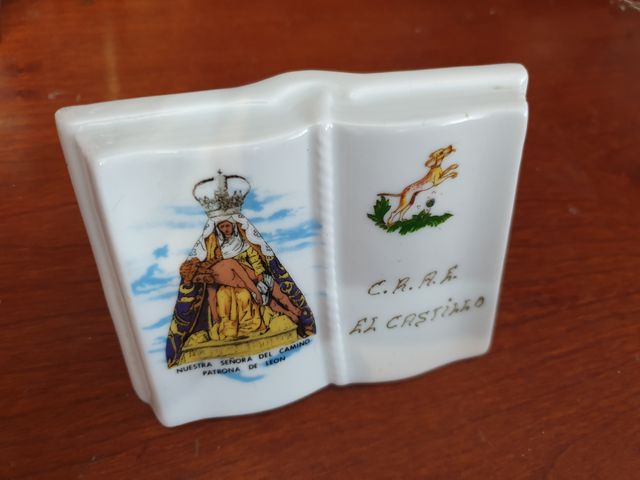 NUESTRA SEÑORA DEL CAMINO
PATRONA DE LEON
C.R.A.E.
EL CASTILLO